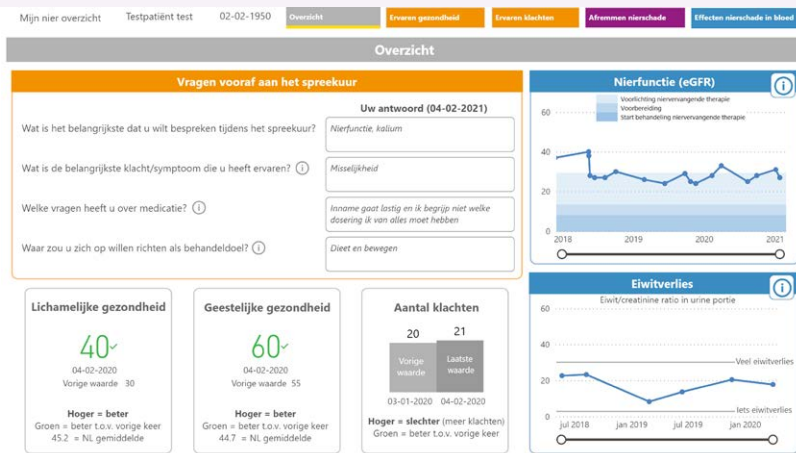 Mijn nier overzicht Testpatiënt test 02-02-1950 Overzicht Ervaren gezondheid Ervaren klachten Afremmen nierschade Effecten nierschade in bloed
Overzicht
Vragen vooraf aan het spreekuur
Uw antwoord (04-02-2021)
Wat is het belangrijkste dat u wilt bespreken tijdens het spreekuur?
Nierfunctie, kalium
Wat is de belangrijkste klacht/symptoom die u heeft ervaren? i
Misselijkheid
Welke vragen heeft u over medicatie? i
Inname gaat lastig en ik begrijp niet welke
dosering ik van alles moet hebben
Waar zou u zich op willen richten als behandeldoel? i
Dieet en bewegen
Nierfunctie (eGFR) i
Voorlichting niervervangende therapie
Voorbereiding
Start behandeling niervervangende therapie
60
40
20
0
2018 2019 2020 2021
Lichamelijke gezondheid
40
04-02-2020
Vorige waarde 30
Hoger = beter
Groen = beter t.o.v. vorige keer
45.2 = NL gemiddelde
Geestelijke gezondheid
60
04-02-2020
Vorige waarde 55
Hoger = beter
Groen = beter t.o.v. vorige keer
44.7 = NL gemiddelde
Aantal klachten
20 21
Vorige
waarde
Laatste
waarde
03-01-2020 04-02-2020
Hoger = slechter (meer klachten)
Groen = beter t.o.v. vorige keer
Eiwitverlies i
Eiwit/creatinine ratio in urine portie
60
40
20
0
Veel eiwitverlies
Iets eiwitverlies
jul 2018 jan 2019 jul 2019 jan 2020